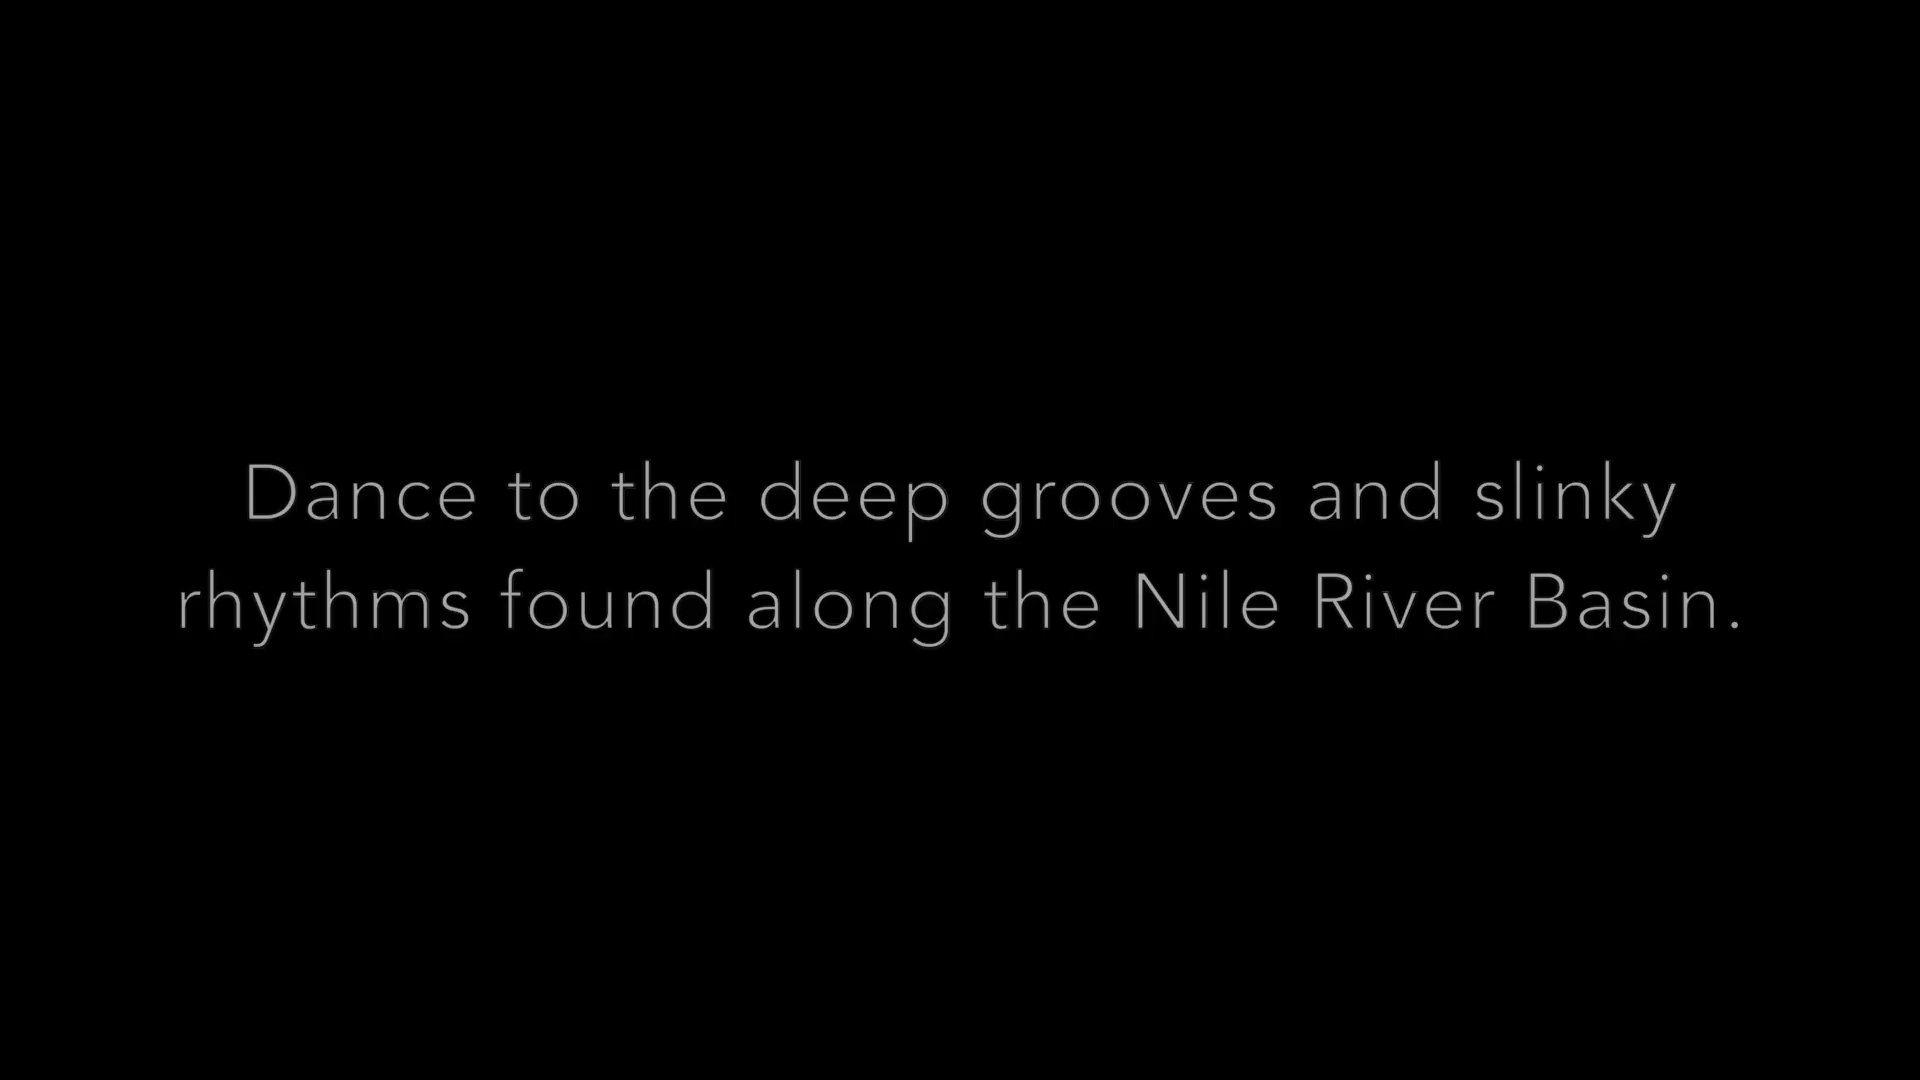 Dance to the deep grooves and slinky
rhythms found along the Nile River Basin.